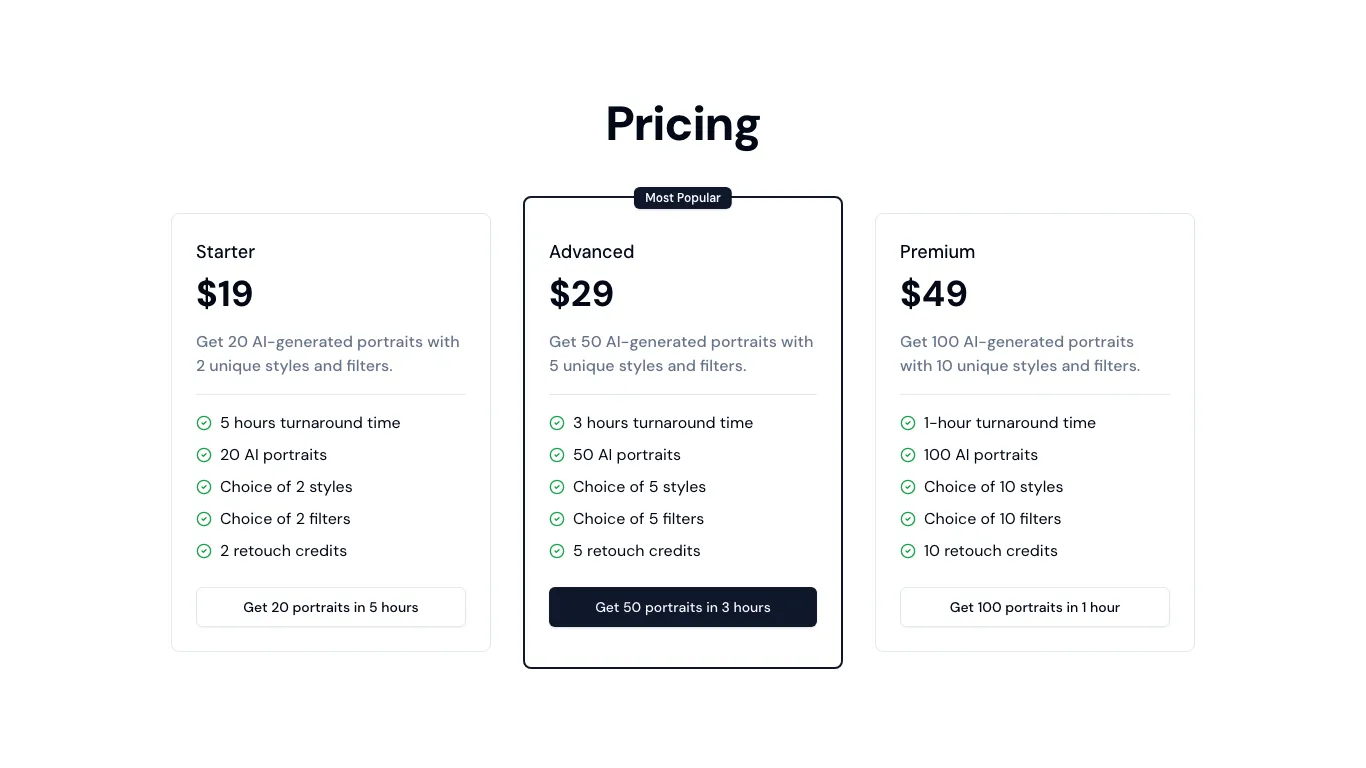 Pricing
Starter
$19
Get 20 AI-generated portraits with
2 unique styles and filters.
5 hours turnaround time
20 AI portraits
Choice of 2 styles
Choice of 2 filters
2 retouch credits
Get 20 portraits in 5 hours
Most Popular
Advanced
$29
Get 50 AI-generated portraits with
5 unique styles and filters.
3 hours turnaround time
50 AI portraits
Choice of 5 styles
Choice of 5 filters
5 retouch credits
Get 50 portraits in 3 hours
Premium
$49
Get 100 AI-generated portraits
with 10 unique styles and filters.
1-hour turnaround time
100 AI portraits
Choice of 10 styles
Choice of 10 filters
10 retouch credits
Get 100 portraits in 1 hour